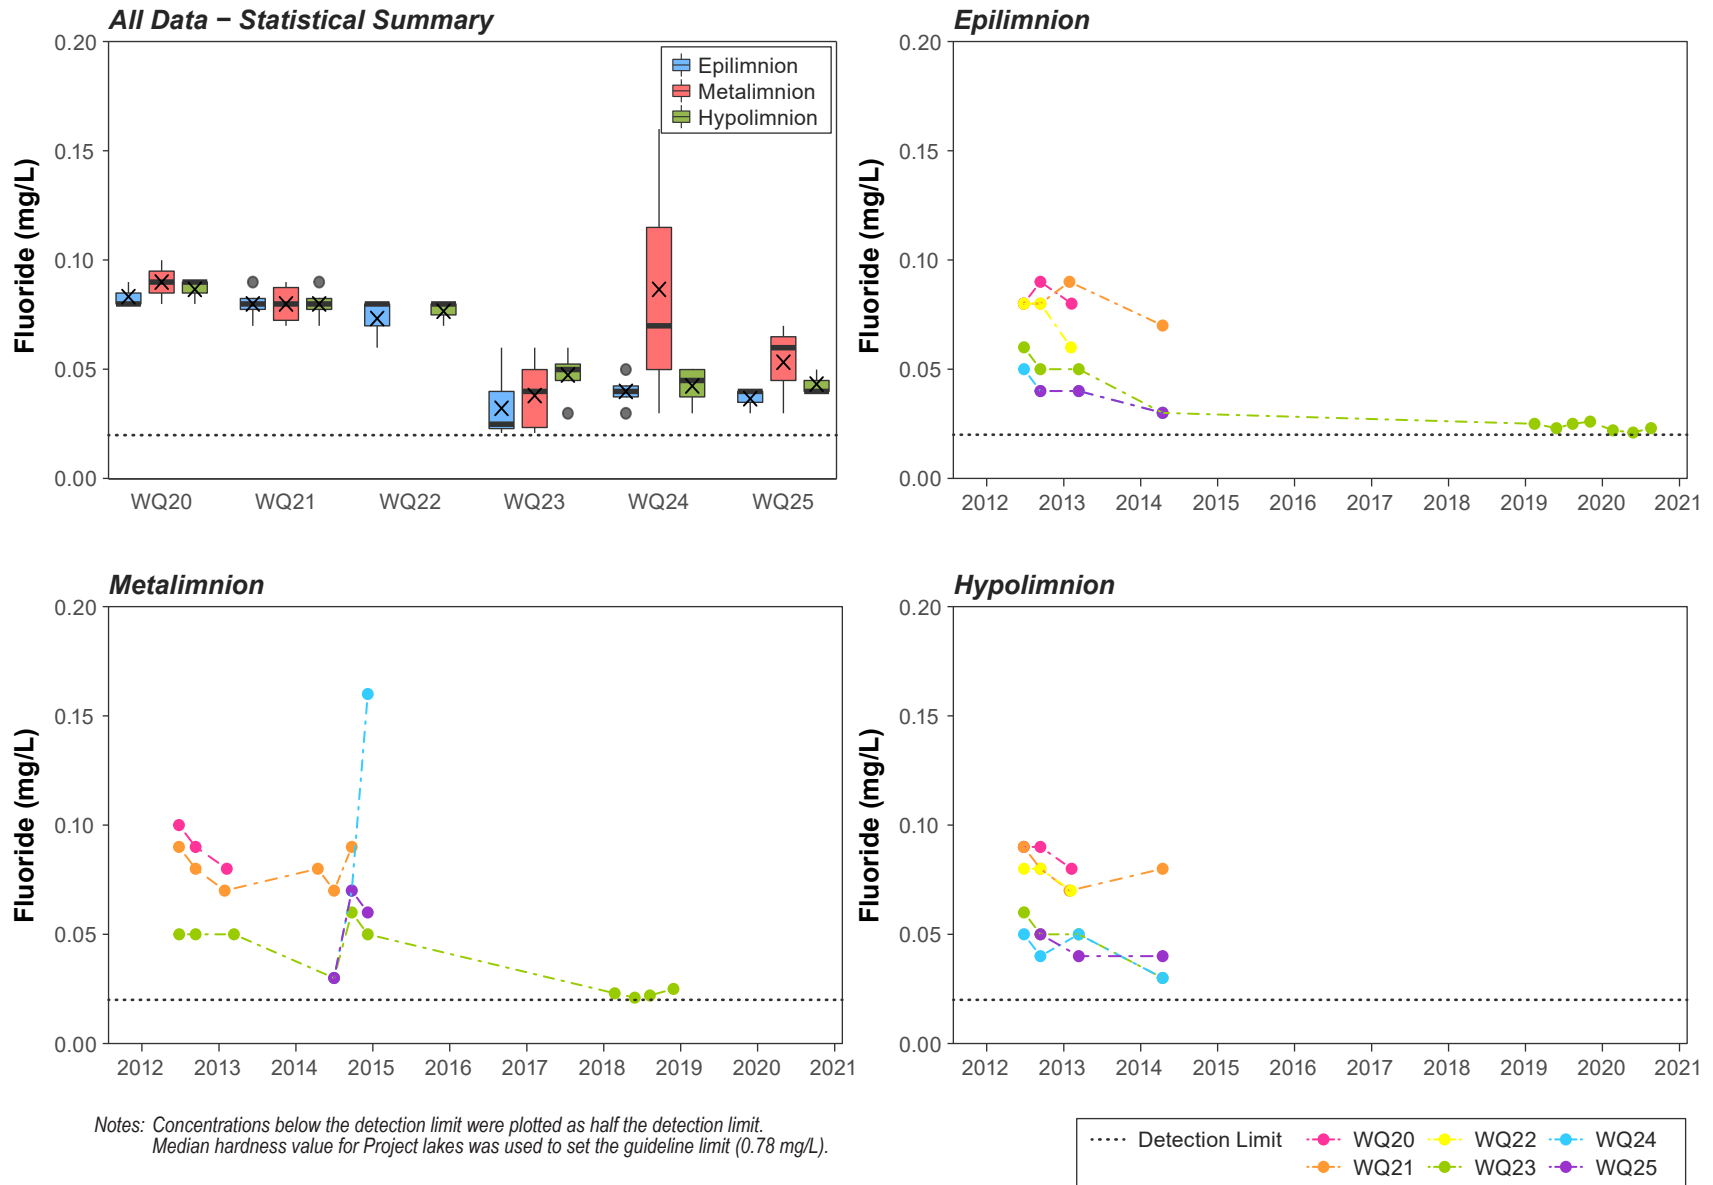 All Data − Statistical Summary
0.20
0.15
0.10
0.05
0.00
Fluoride (mg/L)
Epilimnion
Metalimnion
Hypolimnion
WQ20 WQ21 WQ22 WQ23 WQ24 WQ25
Epilimnion
0.20
0.15
0.10
0.05
0.00
Fluoride (mg/L)
2012 2013 2014 2015 2016 2017 2018 2019 2020 2021
Metalimnion
0.20
0.15
0.10
0.05
0.00
Fluoride (mg/L)
2012 2013 2014 2015 2016 2017 2018 2019 2020 2021
Hypolimnion
0.20
0.15
0.10
0.05
0.00
Fluoride (mg/L)
2012 2013 2014 2015 2016 2017 2018 2019 2020 2021
Notes: Concentrations below the detection limit were plotted as half the detection limit.
Median hardness value for Project lakes was used to set the guideline limit (0.78 mg/L).
Detection Limit WQ20 WQ22 WQ24
WQ21 WQ23 WQ25